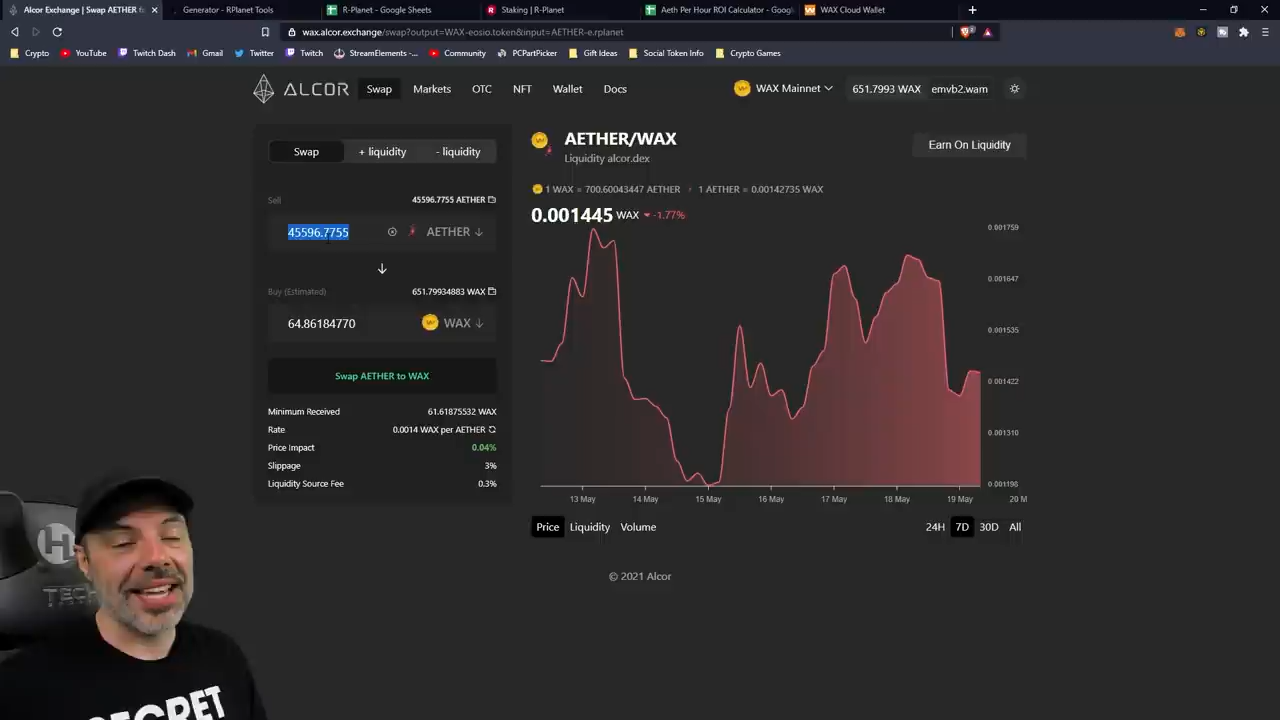 Alcor Exchange | Swap AETHER f
Generator - RPlanet Tools
R-Planet - Google Sheets
Staking | R-Planet
Aeth Per Hour ROI Calculator - Goog
WAX Cloud Wallet
wax.alcor.exchange/swap?output=WAX-eosio.token&input=AETHER-e.rplanet
Crypto
YouTube
Twitch Dash
Gmail
Twitter
Twitch
StreamElements -...
Community
PCPartPicker
Gift Ideas
Social Token Info
Crypto Games
ALCOR
Swap
Markets
OTC
NFT
Wallet
Docs
WAX Mainnet
651.7993 WAX
emvb2.wam
Swap
+ liquidity
- liquidity
Sell
45596.7755 AETHER
45596.7755
AETHER
Buy (Estimated)
651.79934883 WAX
64.86184770
WAX
Swap AETHER to WAX
Minimum Received
61.61875532 WAX
Rate
0.0014 WAX per AETHER
Price Impact
0.04%
Slippage
3%
Liquidity Source Fee
0.3%
AETHER/WAX
Liquidity alcor.dex
Earn On Liquidity
1 WAX = 700.60043447 AETHER
1 AETHER = 0.00142735 WAX
0.001445 WAX -1.77%
0.001759
0.001647
0.001535
0.001422
0.001310
0.001198
13 May
14 May
15 May
16 May
17 May
18 May
19 May
20 M
Price
Liquidity
Volume
24H
7D
30D
All
© 2021 Alcor
TECH
SECRET